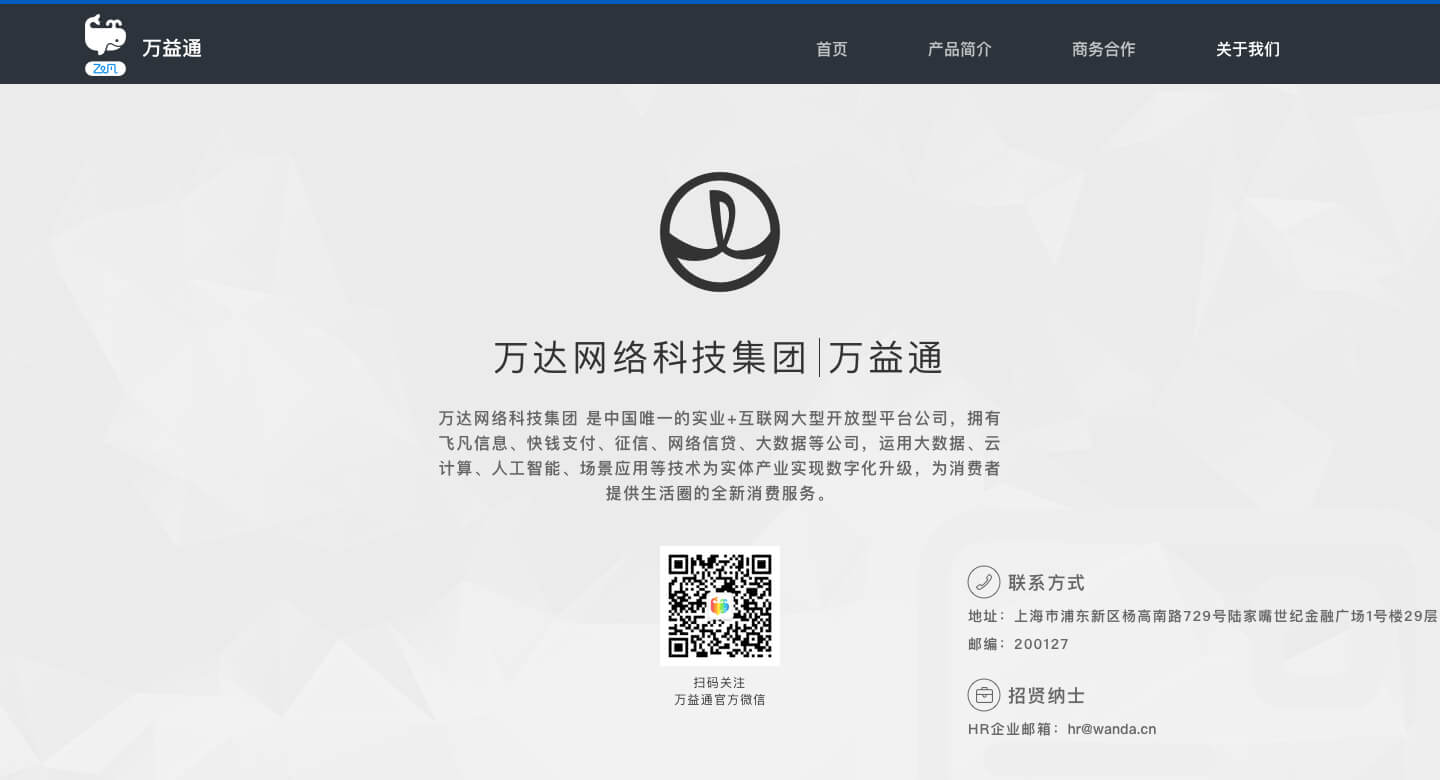 万益通
飞凡
首页
产品简介
商务合作
关于我们
万达网络科技集团|万益通
万达网络科技集团 是中国唯一的实业+互联网大型开放型平台公司，拥有
飞凡信息、快钱支付、征信、网络信贷、大数据等公司，运用大数据、云
计算、人工智能、场景应用等技术为实体产业实现数字化升级，为消费者
提供生活圈的全新消费服务。
扫码关注
万益通官方微信
联系方式
地址：上海市浦东新区杨高南路729号陆家嘴世纪金融广场1号楼29层
邮编：200127
招贤纳士
HR企业邮箱：hr@wanda.cn